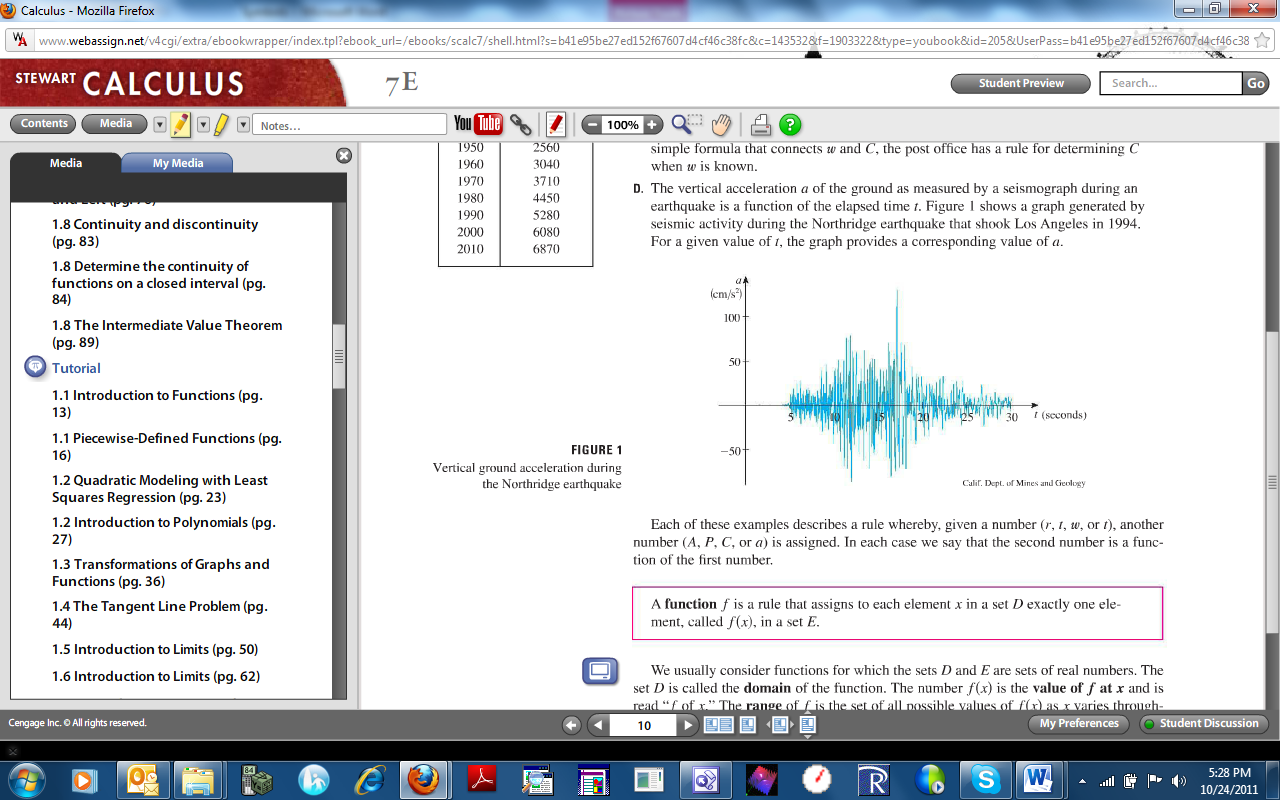 Calculus - Mozilla Firefox
www.webassign.net/v4cgi/extra/ebookwrapper/index.tpl?ebook_url=/ebooks/scalc7/shell.html?s=b41e95be27ed152f67607d4cf46c38fc&c=143532&f=1903322&type=youbook&id=205&UserPass=b41e95be27ed152f67607d4cf46c38
STEWART CALCULUS 7E
Student Preview
Search...
Go
Contents
Media
Notes...
You Tube
100%
Media
My Media
1.8 Continuity and discontinuity
(pg. 83)
1.8 Determine the continuity of
functions on a closed interval (pg.
84)
1.8 The Intermediate Value Theorem
(pg. 89)
Tutorial
1.1 Introduction to Functions (pg.
13)
1.1 Piecewise-Defined Functions (pg.
16)
1.2 Quadratic Modeling with Least
Squares Regression (pg. 23)
1.2 Introduction to Polynomials (pg.
27)
1.3 Transformations of Graphs and
Functions (pg. 36)
1.4 The Tangent Line Problem (pg.
44)
1.5 Introduction to Limits (pg. 50)
1.6 Introduction to Limits (pg. 62)
1950 2560
1960 3040
1970 3710
1980 4450
1990 5280
2000 6080
2010 6870
simple formula that connects w and C, the post office has a rule for determining C
when w is known.
D. The vertical acceleration a of the ground as measured by a seismograph during an
earthquake is a function of the elapsed time t. Figure 1 shows a graph generated by
seismic activity during the Northridge earthquake that shook Los Angeles in 1994.
For a given value of t, the graph provides a corresponding value of a.
a
(cm/s²)
100
50
5 10 15 20 25 30 t (seconds)
−50
Calif. Dept. of Mines and Geology
FIGURE 1
Vertical ground acceleration during
the Northridge earthquake
Each of these examples describes a rule whereby, given a number (r, t, w, or t), another
number (A, P, C, or a) is assigned. In each case we say that the second number is a func-
tion of the first number.
A function f is a rule that assigns to each element x in a set D exactly one ele-
ment, called f(x), in a set E.
We usually consider functions for which the sets D and E are sets of real numbers. The
set D is called the domain of the function. The number f(x) is the value of f at x and is
read “f of x.” The range of f is the set of all possible values of f(x) as x varies through-
Cengage Inc. © All rights reserved.
10
My Preferences
Student Discussion
5:28 PM
10/24/2011